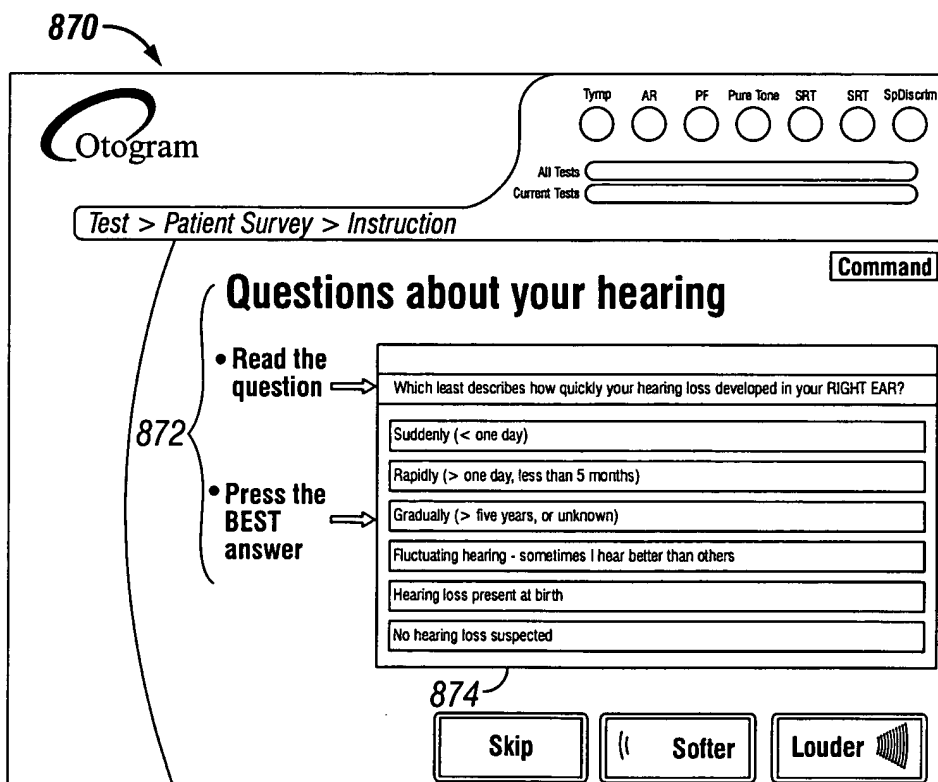 870
Otogram
Tymp AR PF Pure Tone SRT SRT SpDiscrim
All Tests
Current Tests
Test > Patient Survey > Instruction
Command
Questions about your hearing
• Read the
question
Which least describes how quickly your hearing loss developed in your RIGHT EAR?
872
Suddenly (< one day)
Rapidly (> one day, less than 5 months)
• Press the
BEST
answer
Gradually (> five years, or unknown)
Fluctuating hearing - sometimes I hear better than others
Hearing loss present at birth
No hearing loss suspected
874
Skip
Softer
Louder